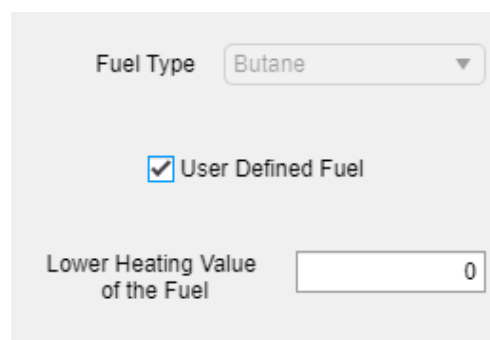 Fuel Type Butane
User Defined Fuel
Lower Heating Value
of the Fuel
0